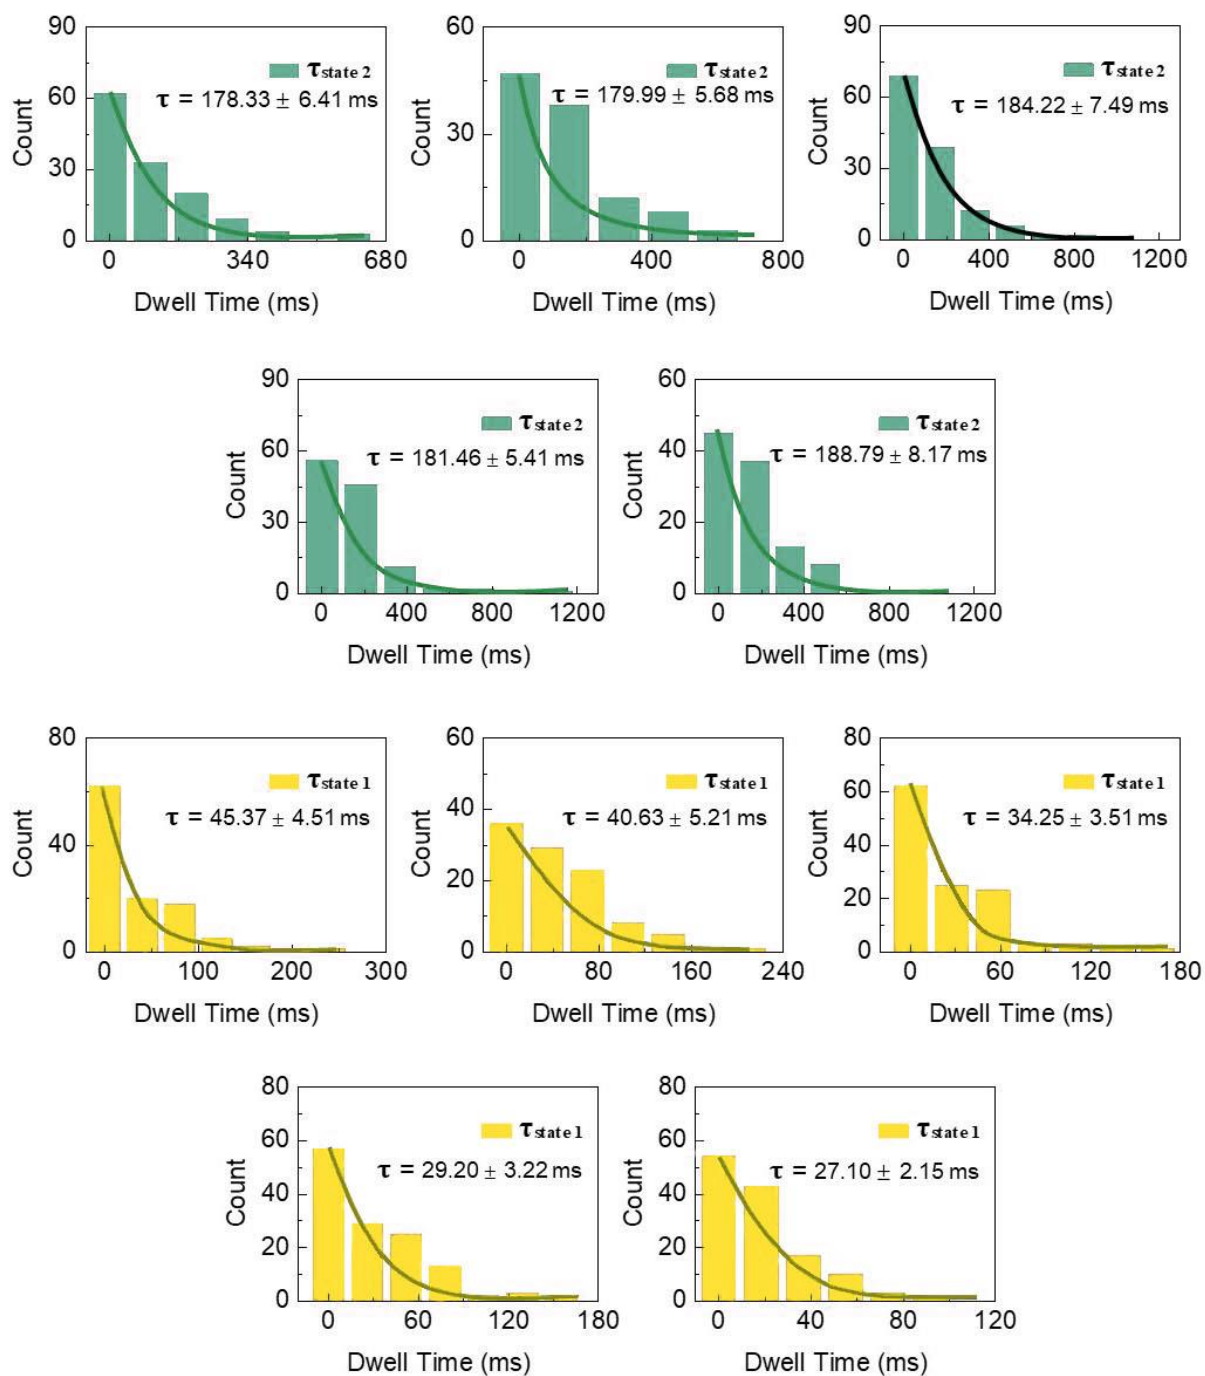 90
60
30
0
Count
τstate 2
τ = 178.33 ± 6.41 ms
0 340 680
Dwell Time (ms)
60
30
0
Count
τstate 2
τ = 179.99 ± 5.68 ms
0 400 800
Dwell Time (ms)
90
60
30
0
Count
τstate 2
τ = 184.22 ± 7.49 ms
0 400 800 1200
Dwell Time (ms)
90
60
30
0
Count
τstate 2
τ = 181.46 ± 5.41 ms
0 400 800 1200
Dwell Time (ms)
60
40
20
0
Count
τstate 2
τ = 188.79 ± 8.17 ms
0 400 800 1200
Dwell Time (ms)
80
40
0
Count
τstate 1
τ = 45.37 ± 4.51 ms
0 100 200 300
Dwell Time (ms)
60
40
20
0
Count
τstate 1
τ = 40.63 ± 5.21 ms
0 80 160 240
Dwell Time (ms)
80
60
40
20
0
Count
τstate 1
τ = 34.25 ± 3.51 ms
0 60 120 180
Dwell Time (ms)
80
60
40
20
0
Count
τstate 1
τ = 29.20 ± 3.22 ms
0 60 120 180
Dwell Time (ms)
80
60
40
20
0
Count
τstate 1
τ = 27.10 ± 2.15 ms
0 40 80 120
Dwell Time (ms)